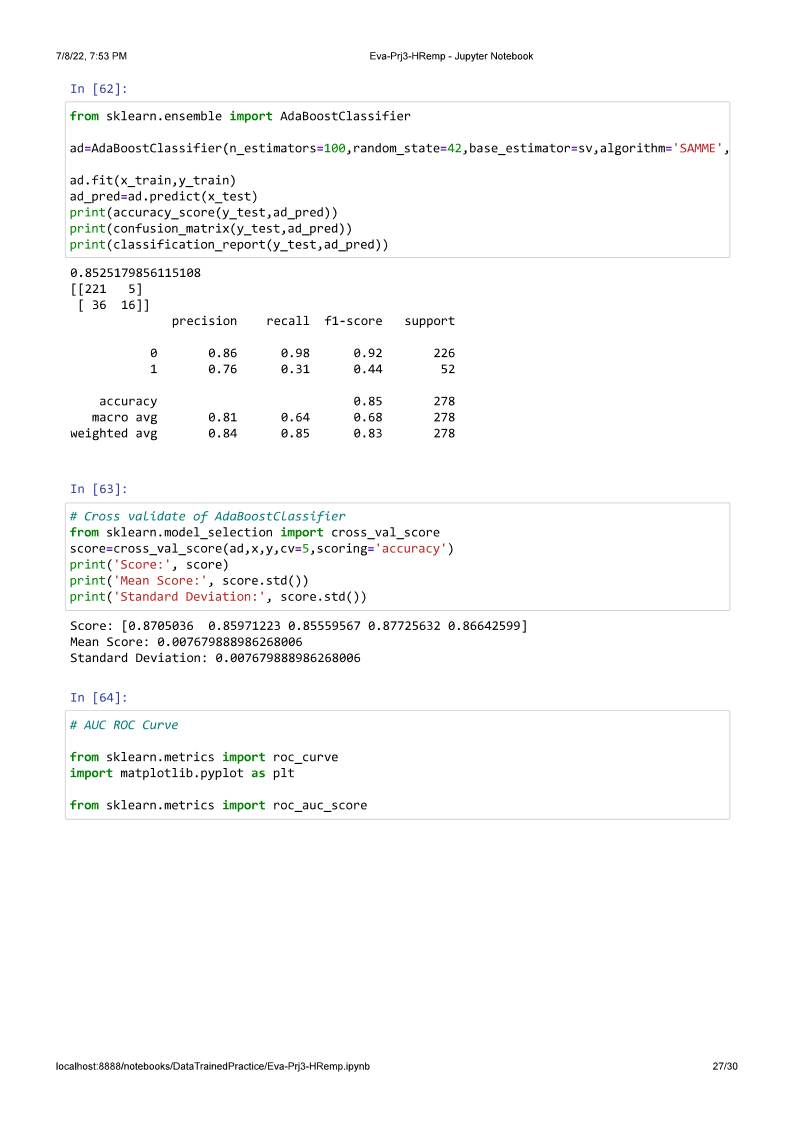 7/8/22, 7:53 PM Eva-Prj3-HRemp - Jupyter Notebook
In [62]:
from sklearn.ensemble import AdaBoostClassifier
ad=AdaBoostClassifier(n_estimators=100,random_state=42,base_estimator=sv,algorithm='SAMME',
ad.fit(x_train,y_train)
ad_pred=ad.predict(x_test)
print(accuracy_score(y_test,ad_pred))
print(confusion_matrix(y_test,ad_pred))
print(classification_report(y_test,ad_pred))
0.8525179856115108
[[221   5]
 [ 36  16]]
              precision    recall  f1-score   support
           0       0.86      0.98      0.92       226
           1       0.76      0.31      0.44        52
    accuracy                           0.85       278
   macro avg       0.81      0.64      0.68       278
weighted avg       0.84      0.85      0.83       278
In [63]:
# Cross validate of AdaBoostClassifier
from sklearn.model_selection import cross_val_score
score=cross_val_score(ad,x,y,cv=5,scoring='accuracy')
print('Score:', score)
print('Mean Score:', score.std())
print('Standard Deviation:', score.std())
Score: [0.8705036  0.85971223 0.85559567 0.87725632 0.86642599]
Mean Score: 0.007679888986268006
Standard Deviation: 0.007679888986268006
In [64]:
# AUC ROC Curve
from sklearn.metrics import roc_curve
import matplotlib.pyplot as plt
from sklearn.metrics import roc_auc_score
localhost:8888/notebooks/DataTrainedPractice/Eva-Prj3-HRemp.ipynb 27/30